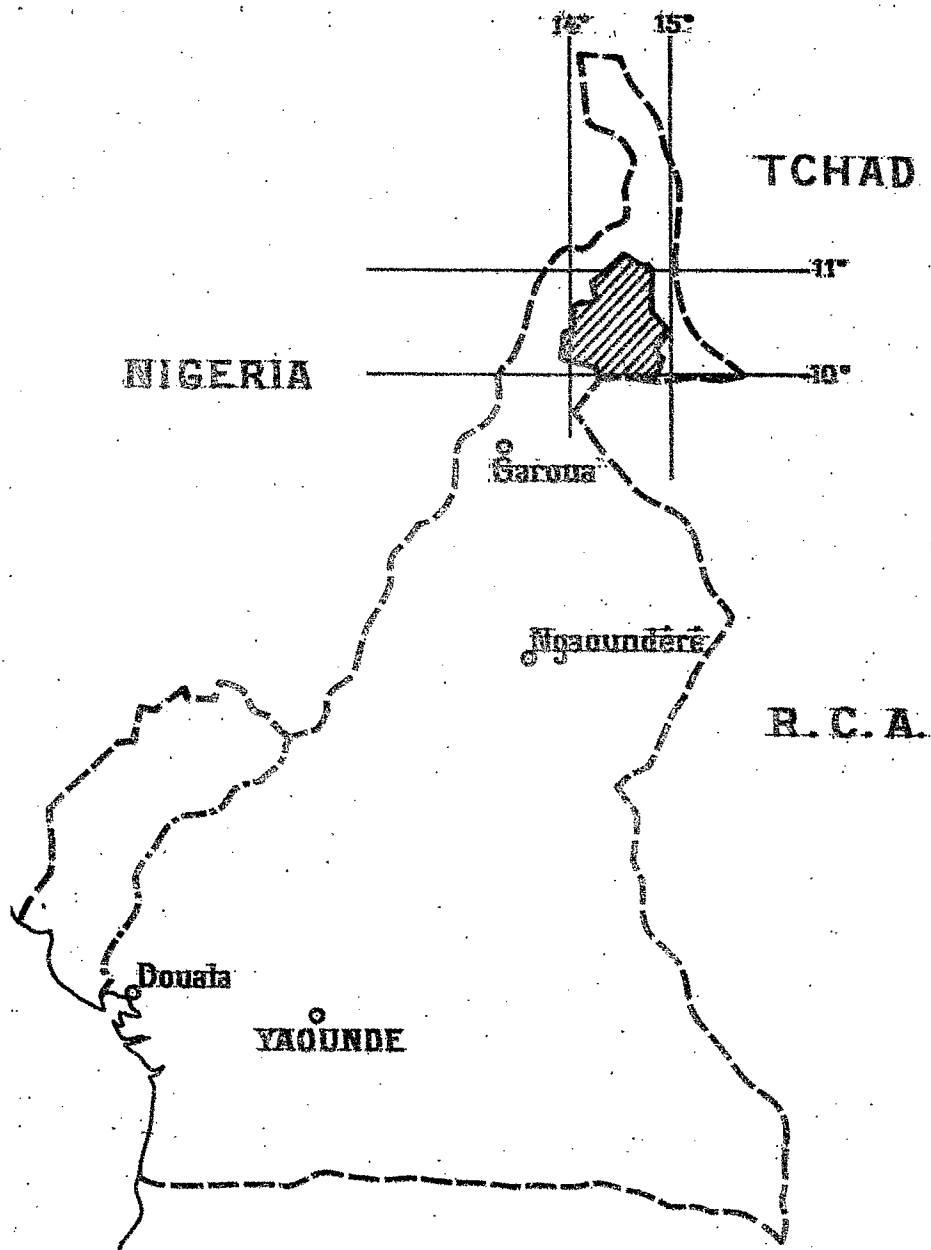 14° 15°
TCHAD
11°
NIGERIA
10°
Garoua
Ngaoundéré
R.C.A.
Douala
YAOUNDE